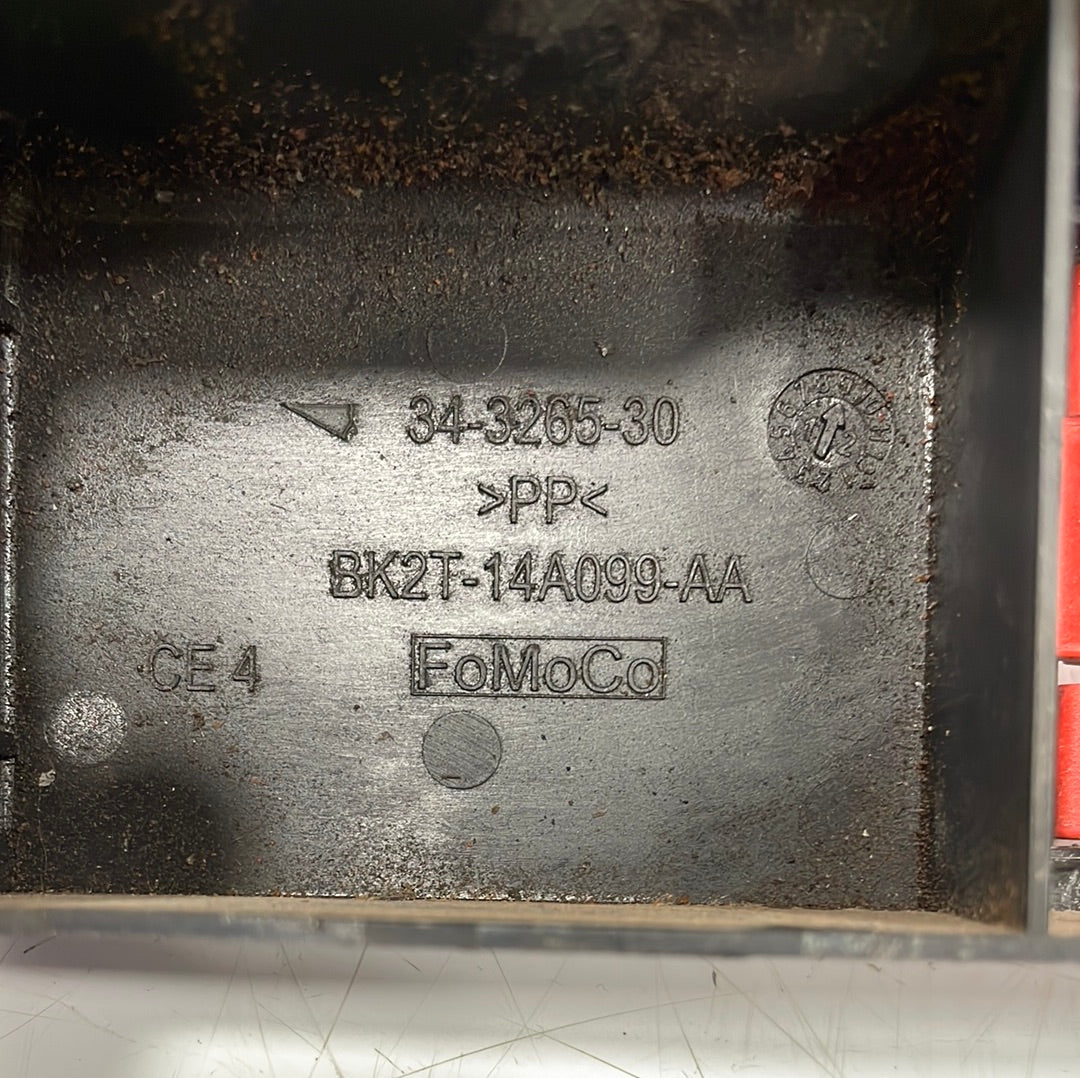 34-3265-30
>PP<
BK2T-14A099-AA
CE 4
FoMoCo